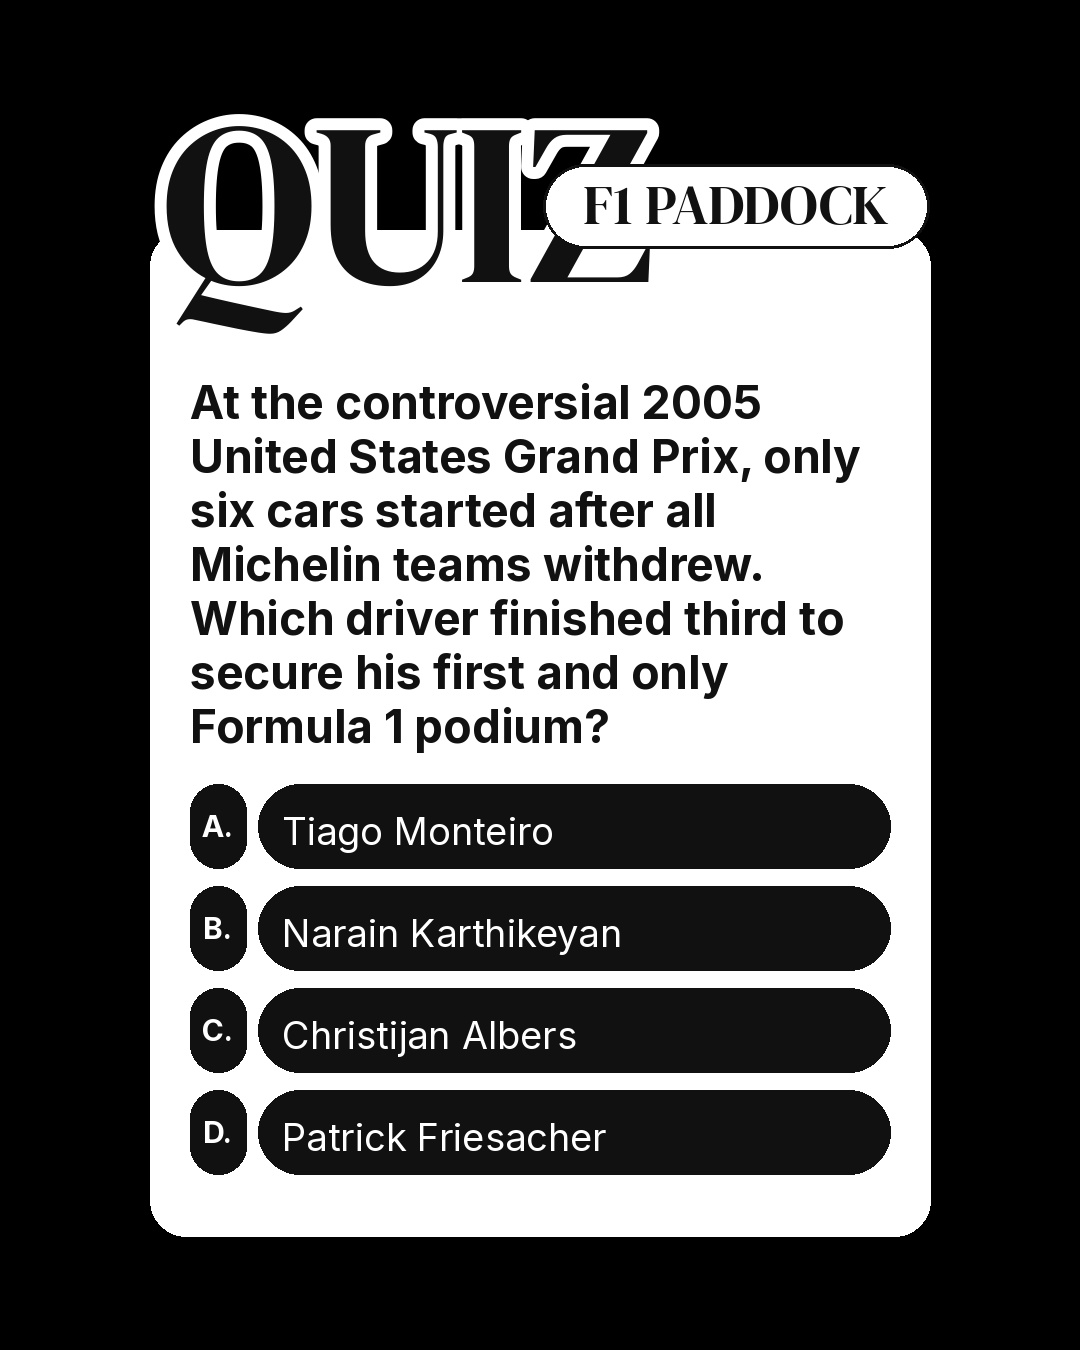 QUIZ
F1 PADDOCK
At the controversial 2005
United States Grand Prix, only
six cars started after all
Michelin teams withdrew.
Which driver finished third to
secure his first and only
Formula 1 podium?
A. Tiago Monteiro
B. Narain Karthikeyan
C. Christijan Albers
D. Patrick Friesacher